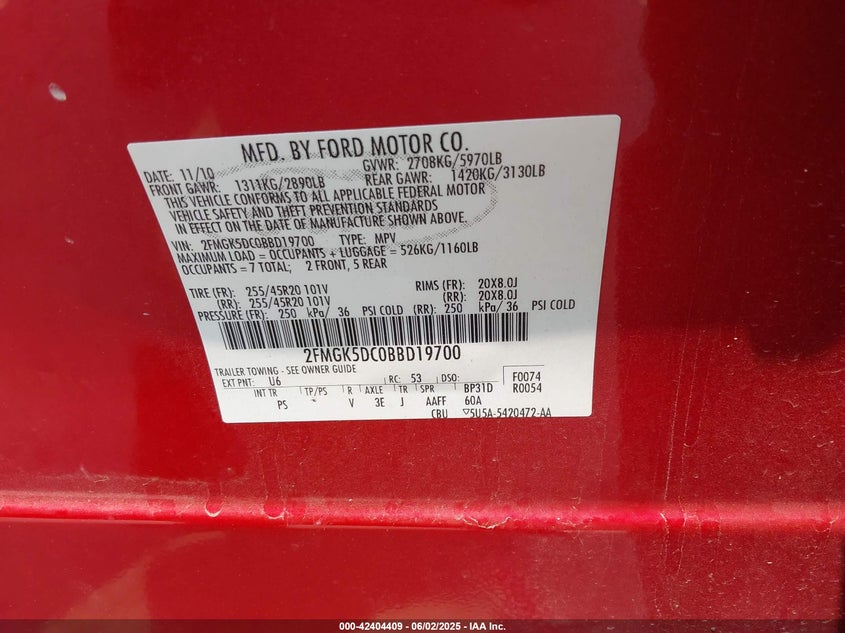 MFD. BY FORD MOTOR CO.
DATE: 11/10 GVWR: 2708KG/5970LB
FRONT GAWR: 1311KG/2890LB REAR GAWR: 1420KG/3130LB
THIS VEHICLE CONFORMS TO ALL APPLICABLE FEDERAL MOTOR
VEHICLE SAFETY AND THEFT PREVENTION STANDARDS
IN EFFECT ON THE DATE OF MANUFACTURE SHOWN ABOVE.
VIN: 2FMGK5DC0BBD19700 TYPE: MPV
MAXIMUM LOAD = OCCUPANTS + LUGGAGE = 526KG/1160LB
OCCUPANTS = 7 TOTAL; 2 FRONT, 5 REAR
TIRE (FR): 255/45R20 101V RIMS (FR): 20X8.0J
(RR): 255/45R20 101V (RR): 20X8.0J
PRESSURE (FR): 250 kPa/ 36 PSI COLD (RR): 250 kPa/ 36 PSI COLD
2FMGK5DC0BBD19700
TRAILER TOWING - SEE OWNER GUIDE
EXT PNT: U6 RC: 53 DSO: F0074
INT TR TP/PS R AXLE TR SPR BP31D R0054
PS V 3E J AAFF 60A
CBU ▽5U5A-5420472-AA
000-42404409 - 06/02/2025 - IAA Inc.